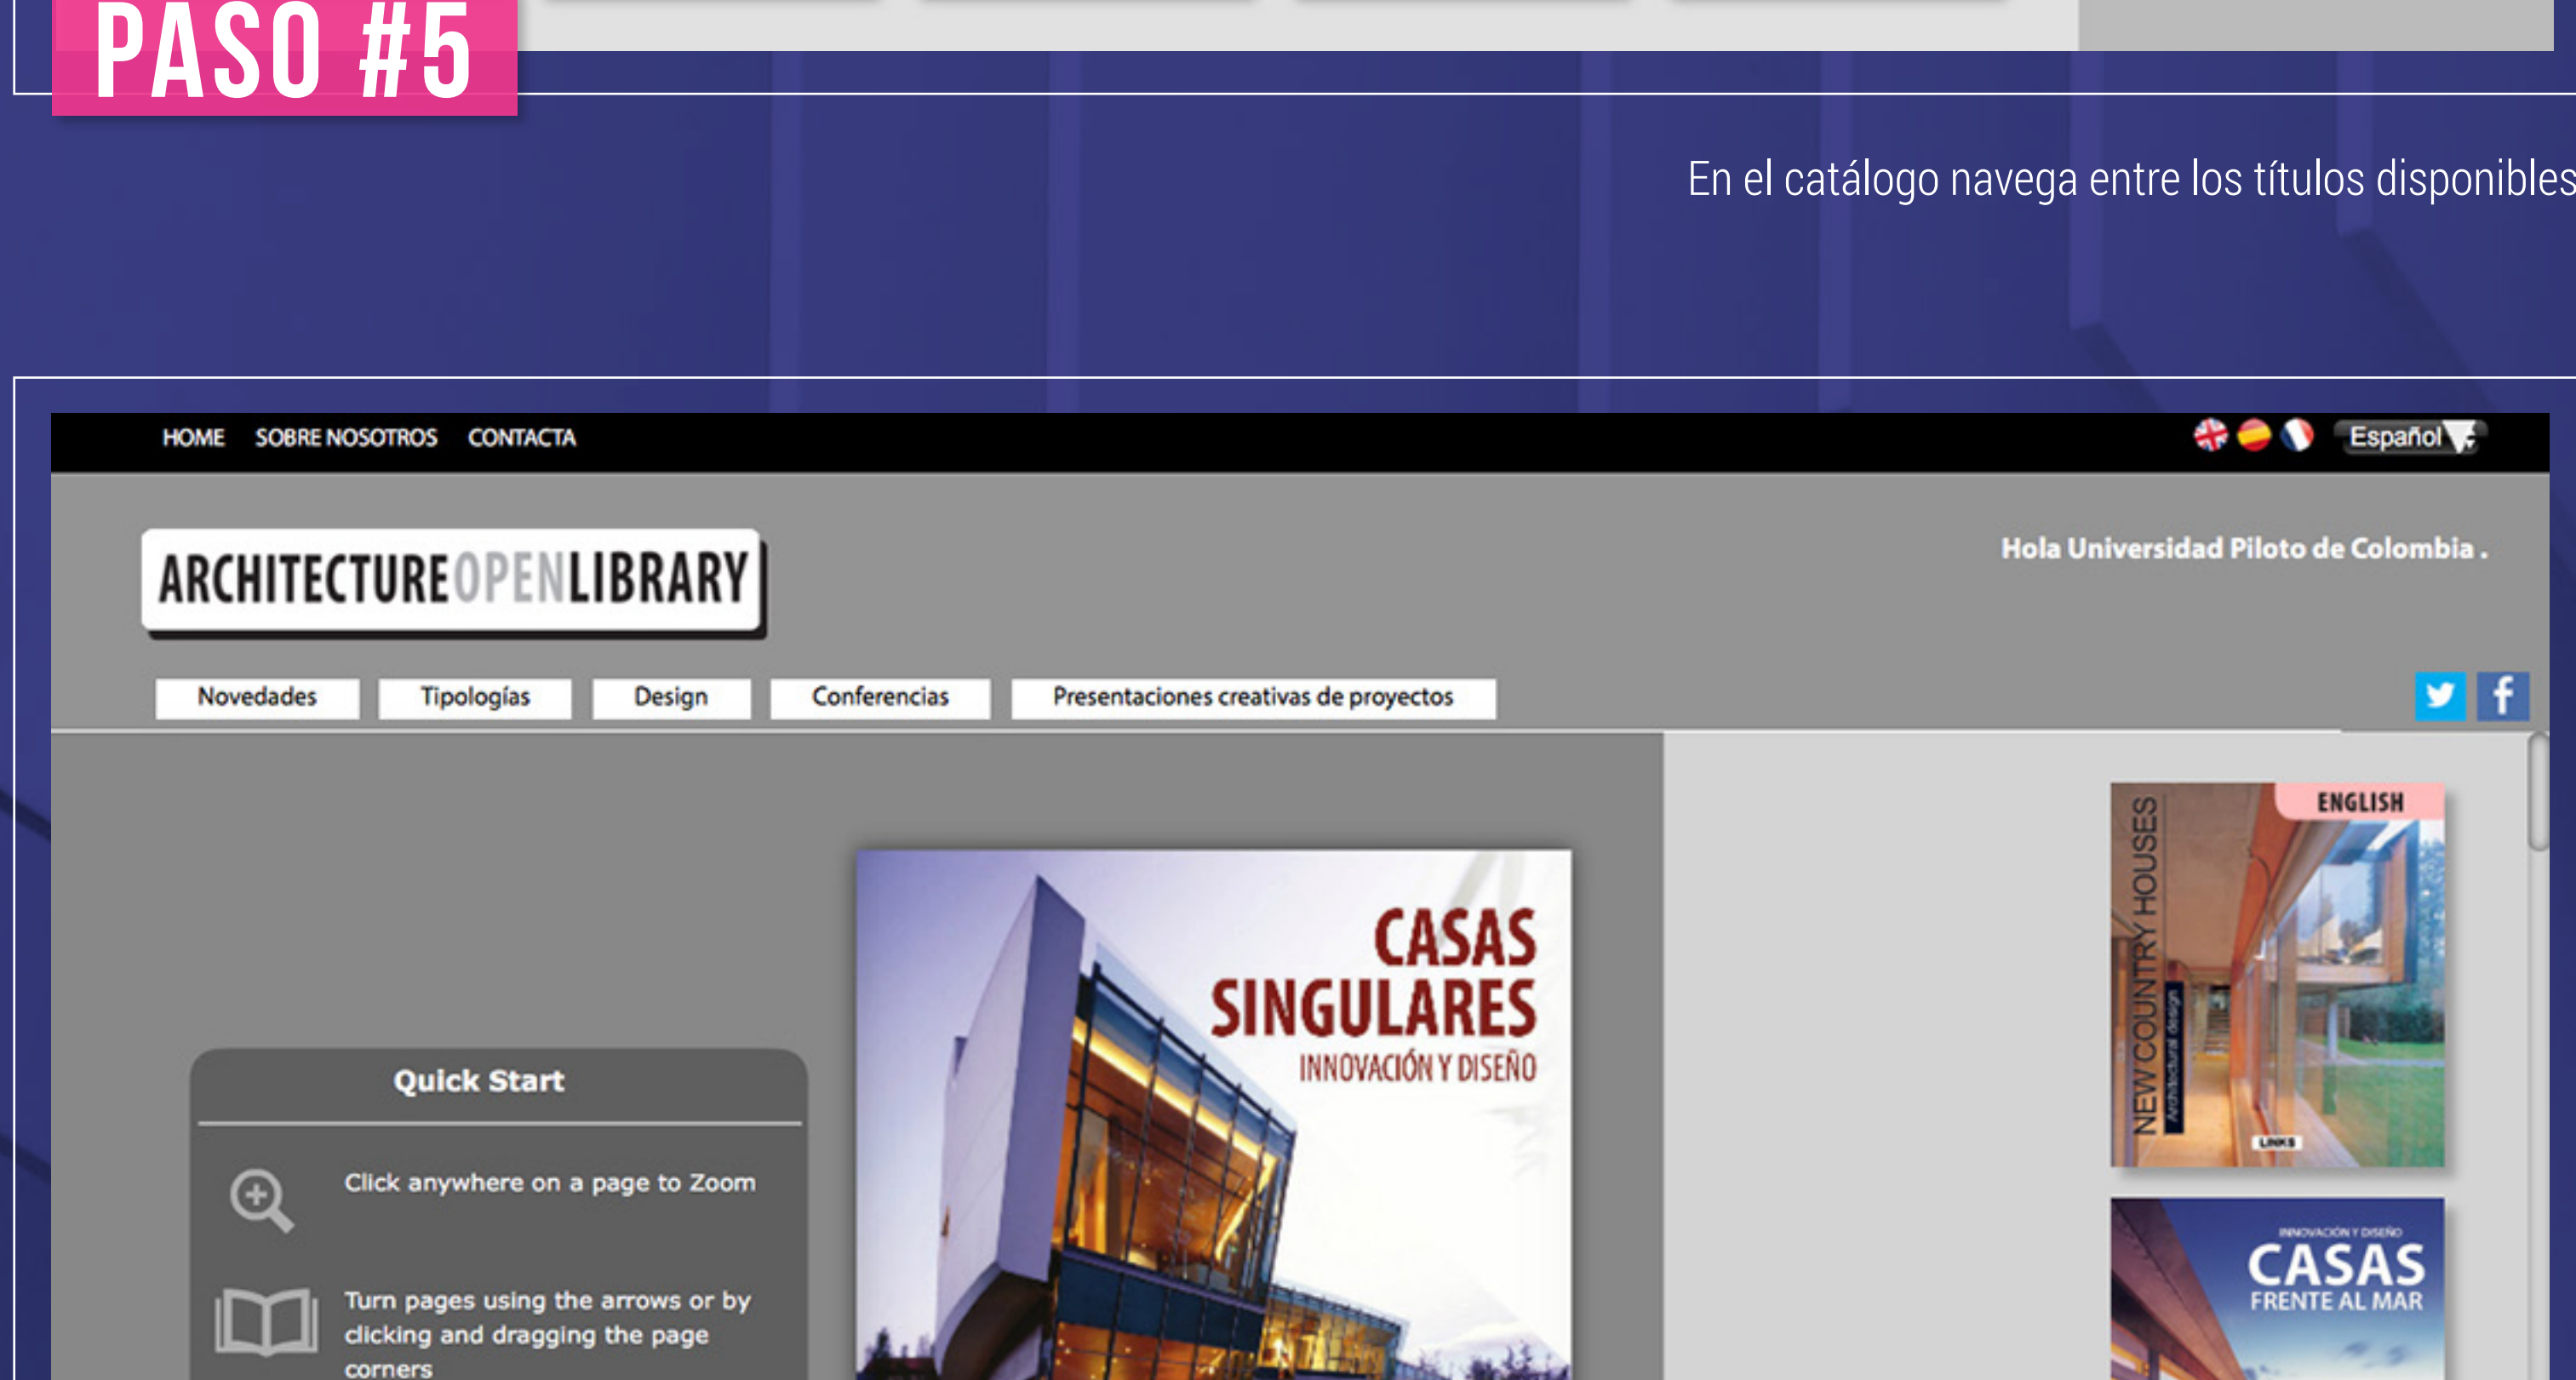 PASO #5
En el catálogo navega entre los títulos disponibles
HOME SOBRE NOSOTROS CONTACTA
Español
ARCHITECTUREOPENLIBRARY
Hola Universidad Piloto de Colombia .
Novedades Tipologías Design Conferencias Presentaciones creativas de proyectos
ENGLISH
NEW COUNTRY HOUSES
Architectural design
LINKS
CASAS
SINGULARES
INNOVACIÓN Y DISEÑO
Quick Start
Click anywhere on a page to Zoom
Turn pages using the arrows or by
clicking and dragging the page
corners
INNOVACIÓN Y DISEÑO
CASAS
FRENTE AL MAR